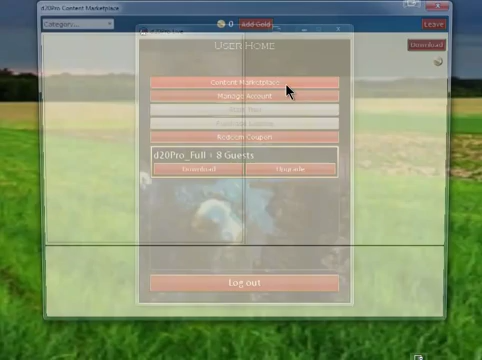 d20Pro Content Marketplace
Category...
0
Add Gold
Leave
User Home
Download
Content Marketplace
Manage Account
Redeem Coupon
d20Pro_Full + 8 Guests
Download
Upgrade
Log out